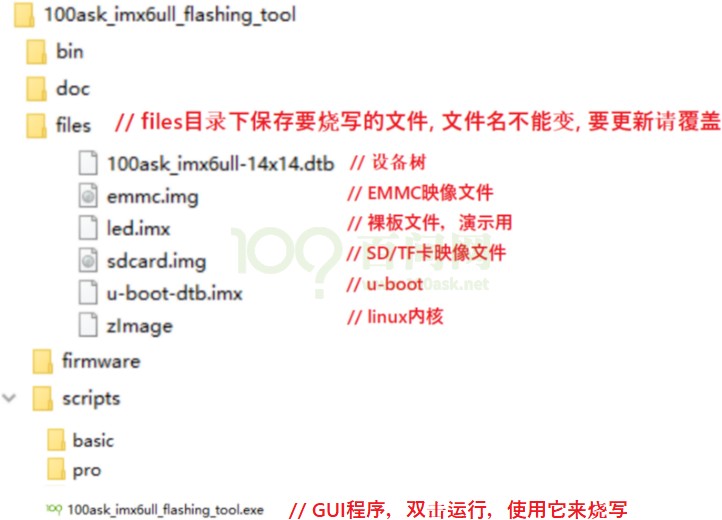 100ask_imx6ull_flashing_tool
bin
doc
files // files目录下保存要烧写的文件, 文件名不能变, 要更新请覆盖
100ask_imx6ull-14x14.dtb // 设备树
emmc.img // EMMC映像文件
led.imx // 裸板文件，演示用
sdcard.img // SD/TF卡映像文件
u-boot-dtb.imx // u-boot
zImage // linux内核
firmware
scripts
basic
pro
100ask_imx6ull_flashing_tool.exe // GUI程序，双击运行，使用它来烧写
百问网